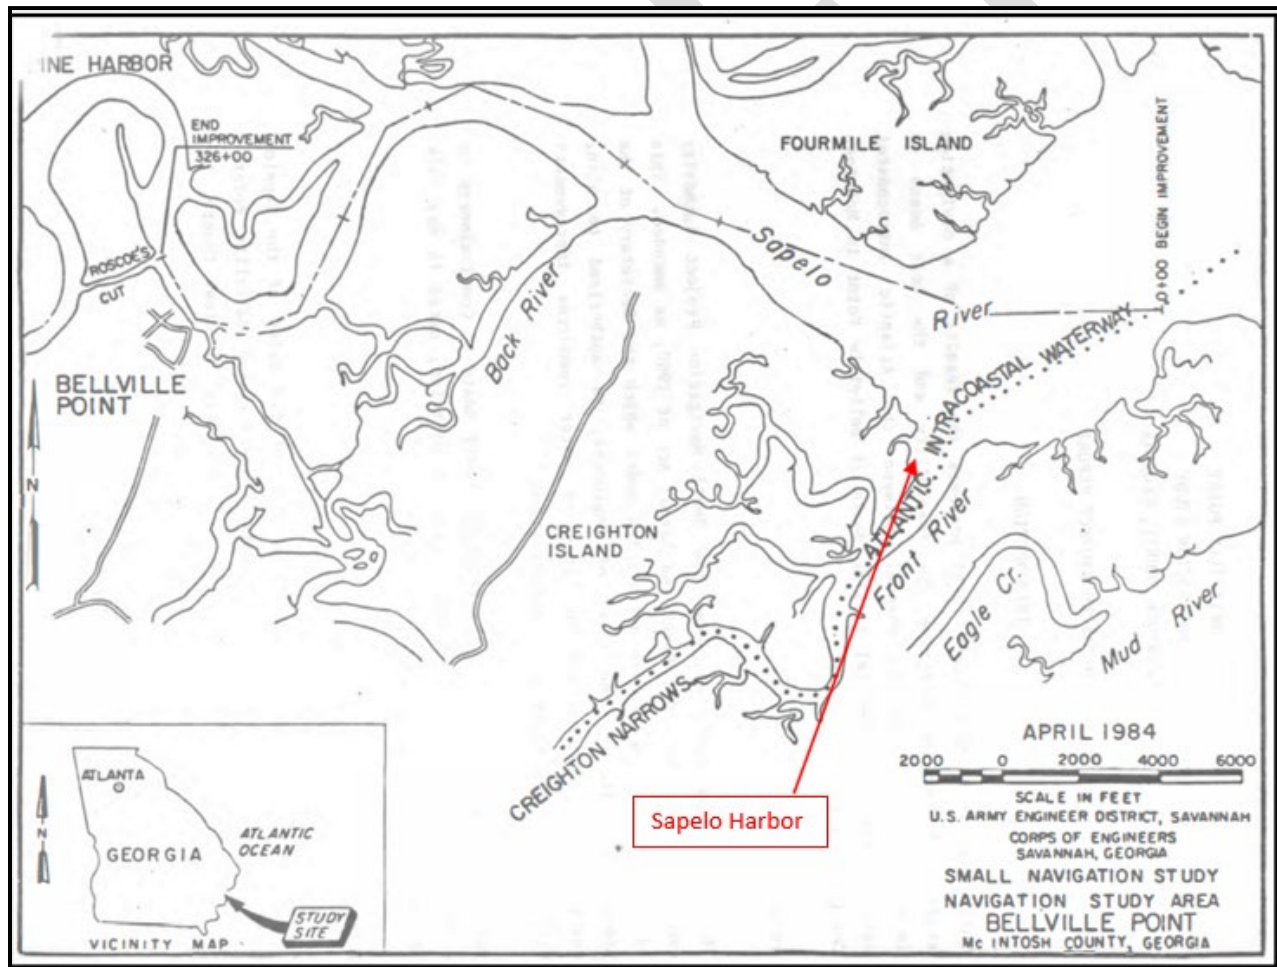 INE HARBOR
END
IMPROVEMENT
326+00
FOURMILE ISLAND
0+00 BEGIN IMPROVEMENT
ROSCOE'S
CUT
Sapelo
River
Back River
BELLVILLE
POINT
N
ATLANTIC INTRACOASTAL WATERWAY
CREIGHTON
ISLAND
Front River
Eagle Cr.
Mud River
CREIGHTON NARROWS
Sapelo Harbor
ATLANTA
GEORGIA
ATLANTIC
OCEAN
N
STUDY
SITE
VICINITY MAP
APRIL 1984
2000 0 2000 4000 6000
SCALE IN FEET
U.S. ARMY ENGINEER DISTRICT, SAVANNAH
CORPS OF ENGINEERS
SAVANNAH, GEORGIA
SMALL NAVIGATION STUDY
NAVIGATION STUDY AREA
BELLVILLE POINT
Mc INTOSH COUNTY, GEORGIA